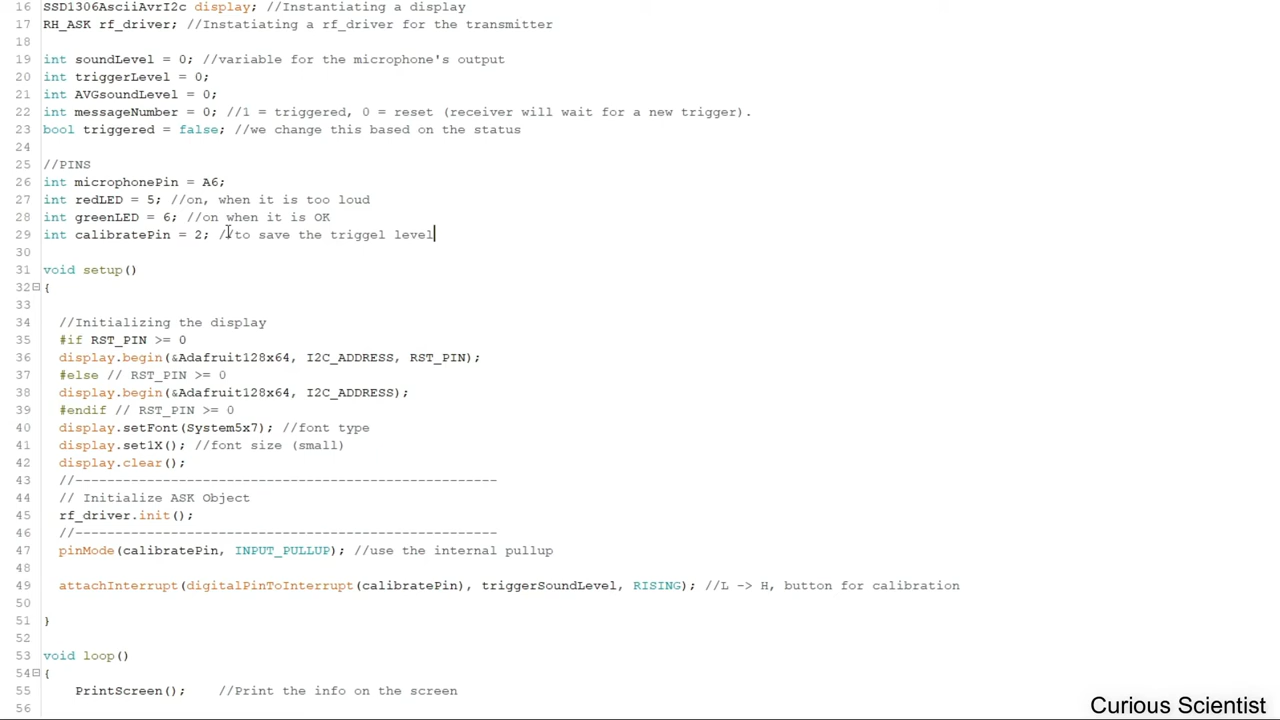 16 SSD1306AsciiAvrI2c display; //Instantiating a display
17 RH_ASK rf_driver; //Instatiating a rf_driver for the transmitter
18
19 int soundLevel = 0; //variable for the microphone's output
20 int triggerLevel = 0;
21 int AVGsoundLevel = 0;
22 int messageNumber = 0; //1 = triggered, 0 = reset (receiver will wait for a new trigger).
23 bool triggered = false; //we change this based on the status
24
25 //PINS
26 int microphonePin = A6;
27 int redLED = 5; //on, when it is too loud
28 int greenLED = 6; //on when it is OK
29 int calibratePin = 2; //to save the triggel level
30
31 void setup()
32 {
33
34 //Initializing the display
35 #if RST_PIN >= 0
36 display.begin(&Adafruit128x64, I2C_ADDRESS, RST_PIN);
37 #else // RST_PIN >= 0
38 display.begin(&Adafruit128x64, I2C_ADDRESS);
39 #endif // RST_PIN >= 0
40 display.setFont(System5x7); //font type
41 display.set1X(); //font size (small)
42 display.clear();
43 //-----------------------------------------------------
44 // Initialize ASK Object
45 rf_driver.init();
46 //-----------------------------------------------------
47 pinMode(calibratePin, INPUT_PULLUP); //use the internal pullup
48
49 attachInterrupt(digitalPinToInterrupt(calibratePin), triggerSoundLevel, RISING); //L -> H, button for calibration
50
51 }
52
53 void loop()
54 {
55 PrintScreen(); //Print the info on the screen
56
Curious Scientist